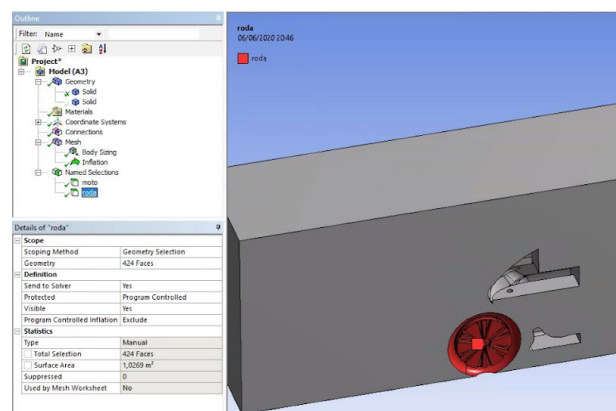 Outline
Filter: Name
Project*
Model (A3)
Geometry
Solid
Solid
Materials
Coordinate Systems
Connections
Mesh
Body Sizing
Inflation
Named Selections
moto
roda
Details of "roda"
Scope
Scoping Method Geometry Selection
Geometry 424 Faces
Definition
Send to Solver Yes
Protected Program Controlled
Visible Yes
Program Controlled Inflation Exclude
Statistics
Type Manual
Total Selection 424 Faces
Surface Area 1,0269 m²
Suppressed 0
Used by Mesh Worksheet No
roda
06/06/2020 20:46
roda